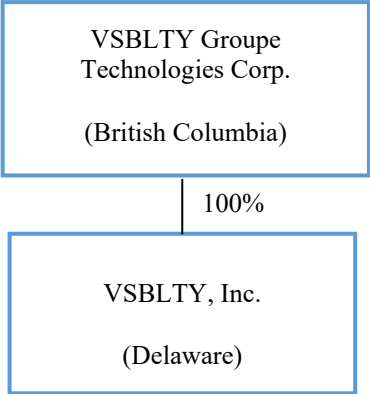 VSBLTY Groupe
Technologies Corp.
(British Columbia)
100%
VSBLTY, Inc.
(Delaware)